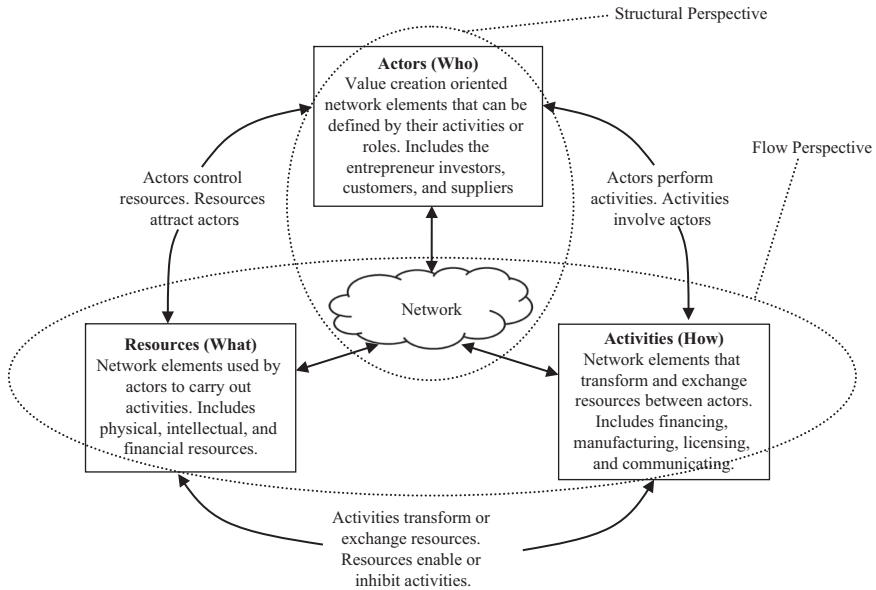 Structural Perspective
Actors (Who)
Value creation oriented
network elements that can be
defined by their activities or
roles. Includes the
entrepreneur investors,
customers, and suppliers
Flow Perspective
Actors control
resources. Resources
attract actors
Actors perform
activities. Activities
involve actors
Network
Resources (What)
Network elements used by
actors to carry out
activities. Includes
physical, intellectual, and
financial resources.
Activities (How)
Network elements that
transform and exchange
resources between actors.
Includes financing,
manufacturing, licensing,
and communicating.
Activities transform or
exchange resources.
Resources enable or
inhibit activities.